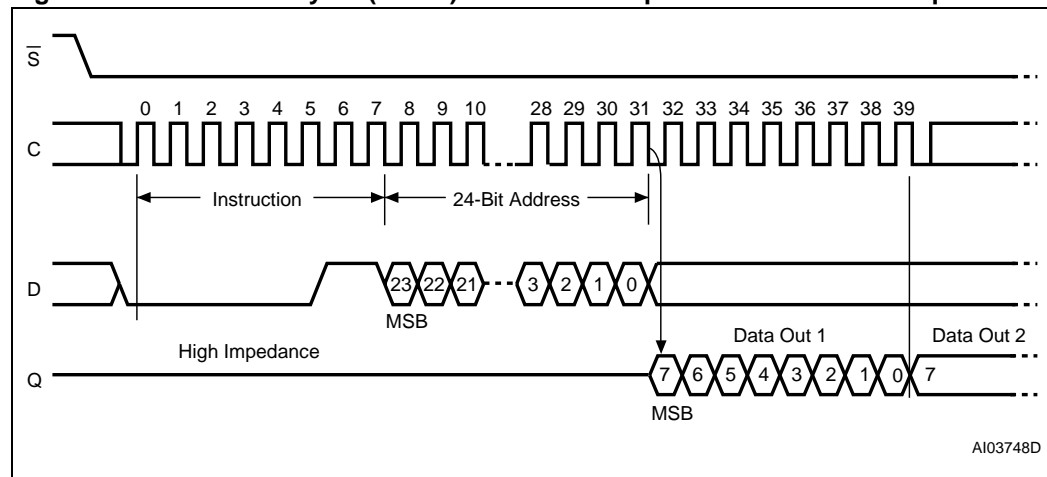 S
0 1 2 3 4 5 6 7 8 9 10 28 29 30 31 32 33 34 35 36 37 38 39
C
Instruction 24-Bit Address
D
23 22 21 3 2 1 0
MSB
High Impedance
Data Out 1 Data Out 2
Q
7 6 5 4 3 2 1 0 7
MSB
AI03748D